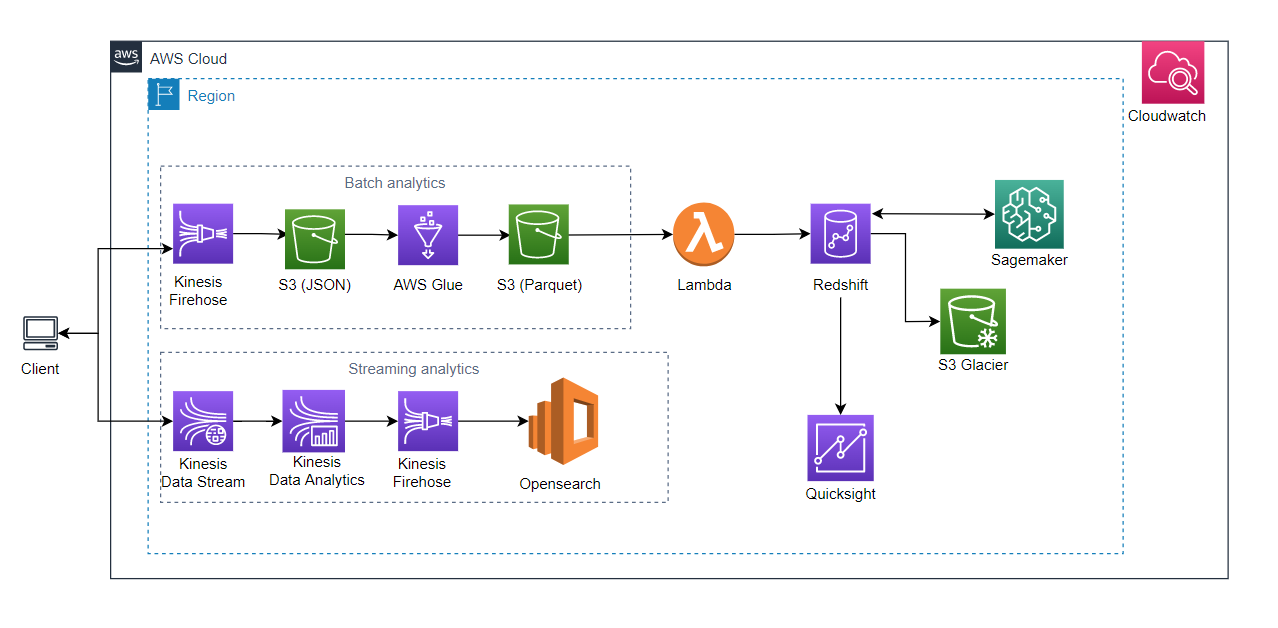 aws
AWS Cloud
Cloudwatch
Region
Batch analytics
Kinesis
Firehose
S3 (JSON)
AWS Glue
S3 (Parquet)
Lambda
Redshift
Sagemaker
S3 Glacier
Client
Streaming analytics
Kinesis
Data Stream
Kinesis
Data Analytics
Kinesis
Firehose
Opensearch
Quicksight